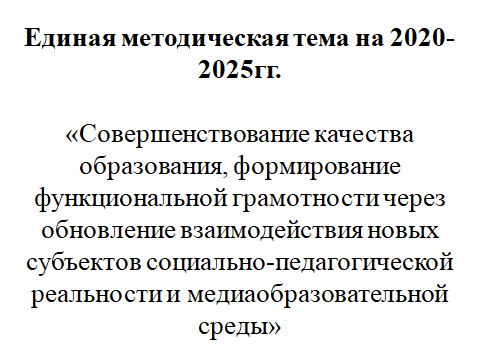 Единая методическая тема на 2020-
2025гг.
«Совершенствование качества
образования, формирование
функциональной грамотности через
обновление взаимодействия новых
субъектов социально-педагогической
реальности и медиаобразовательной
среды»